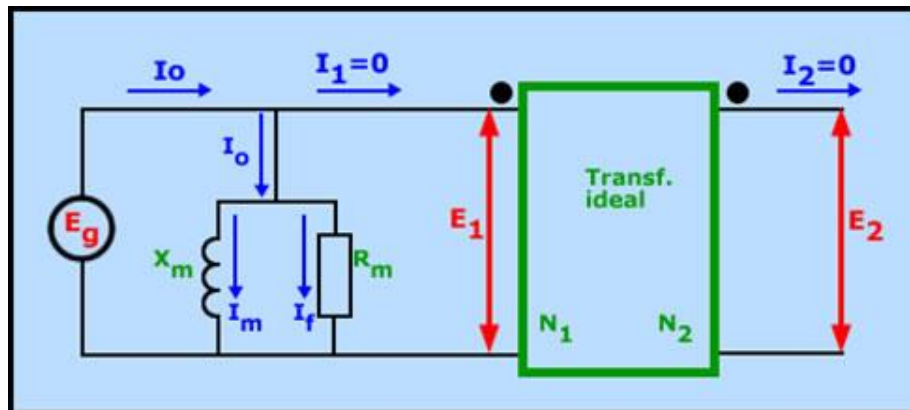 Io
I1=0
I2=0
Io
Transf.
ideal
Eg
Xm
Rm
E1
E2
Im
If
N1
N2